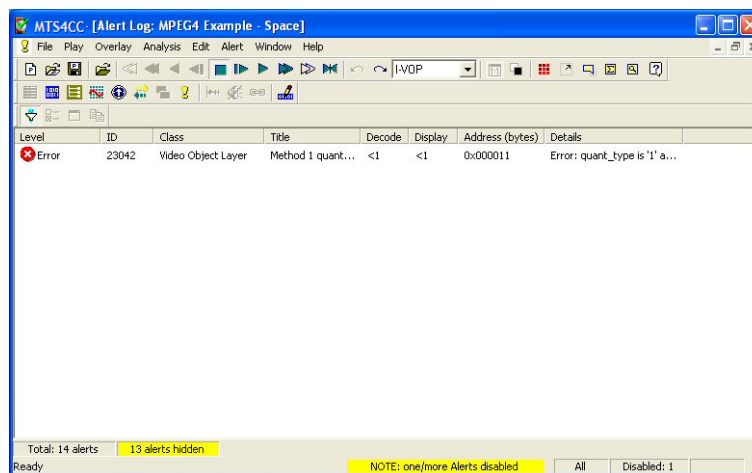 MTS4CC - [Alert Log: MPEG4 Example - Space]
File Play Overlay Analysis Edit Alert Window Help
I-VOP
Level ID Class Title Decode Display Address (bytes) Details
Error 23042 Video Object Layer Method 1 quant... <1 <1 0x000011 Error: quant_type is '1' a...
Total: 14 alerts 13 alerts hidden
Ready NOTE: one/more Alerts disabled All Disabled: 1